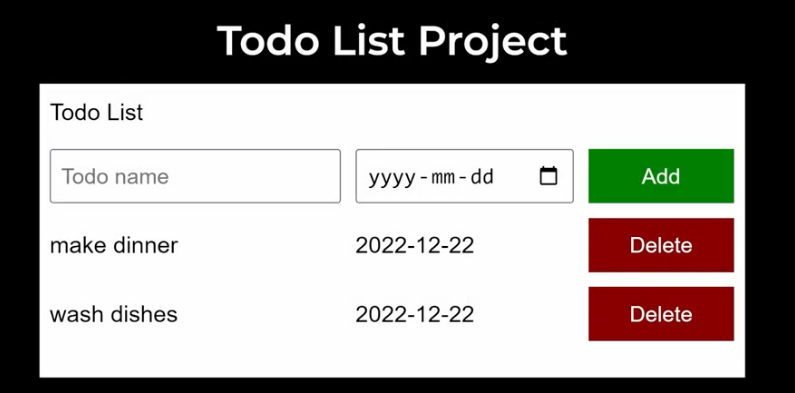 Todo List Project
Todo List
Todo name yyyy-mm-dd Add
make dinner 2022-12-22 Delete
wash dishes 2022-12-22 Delete